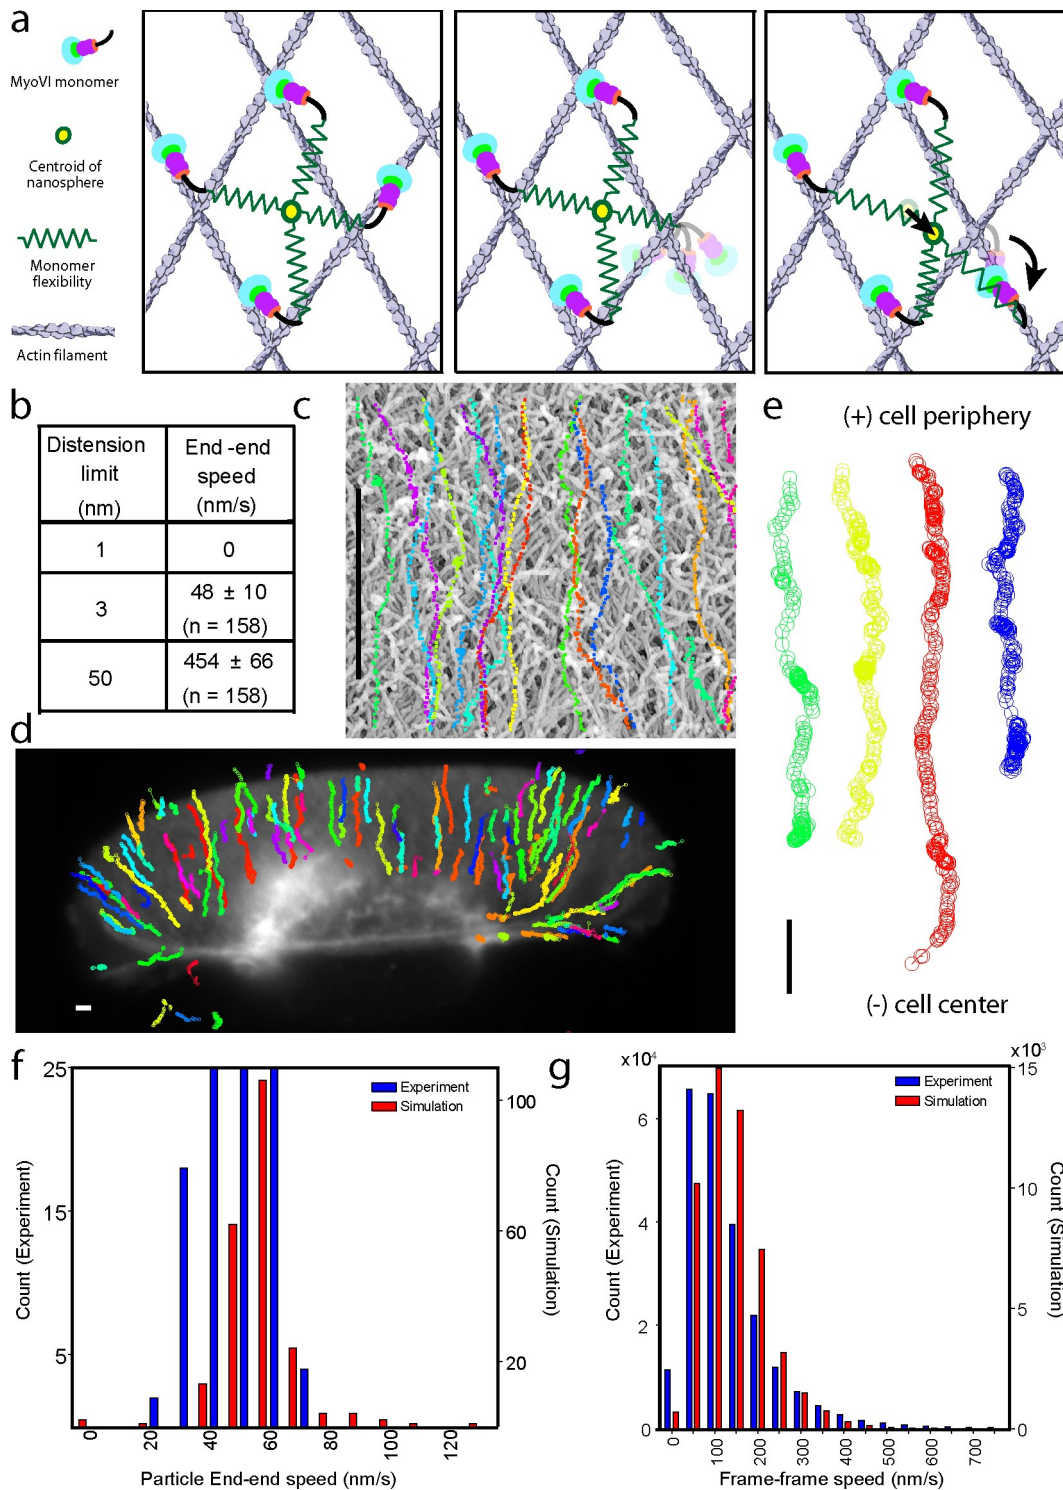 a
MyoVI monomer
Centroid of
nanosphere
Monomer
flexibility
Actin filament
b
Distension
limit
(nm)
End -end
speed
(nm/s)
1
0
3
48 ± 10
(n = 158)
50
454 ± 66
(n = 158)
c
d
e
(+) cell periphery
(-) cell center
f
25
15
5
Count (Experiment)
Experiment
Simulation
100
60
20
Count (Simulation)
0
20
40
60
80
100
120
Particle End-end speed (nm/s)
g
x10⁴
6
4
2
0
Count (Experiment)
Experiment
Simulation
x10³
15
10
5
0
Count (Simulation)
0
100
200
300
400
500
600
700
Frame-frame speed (nm/s)